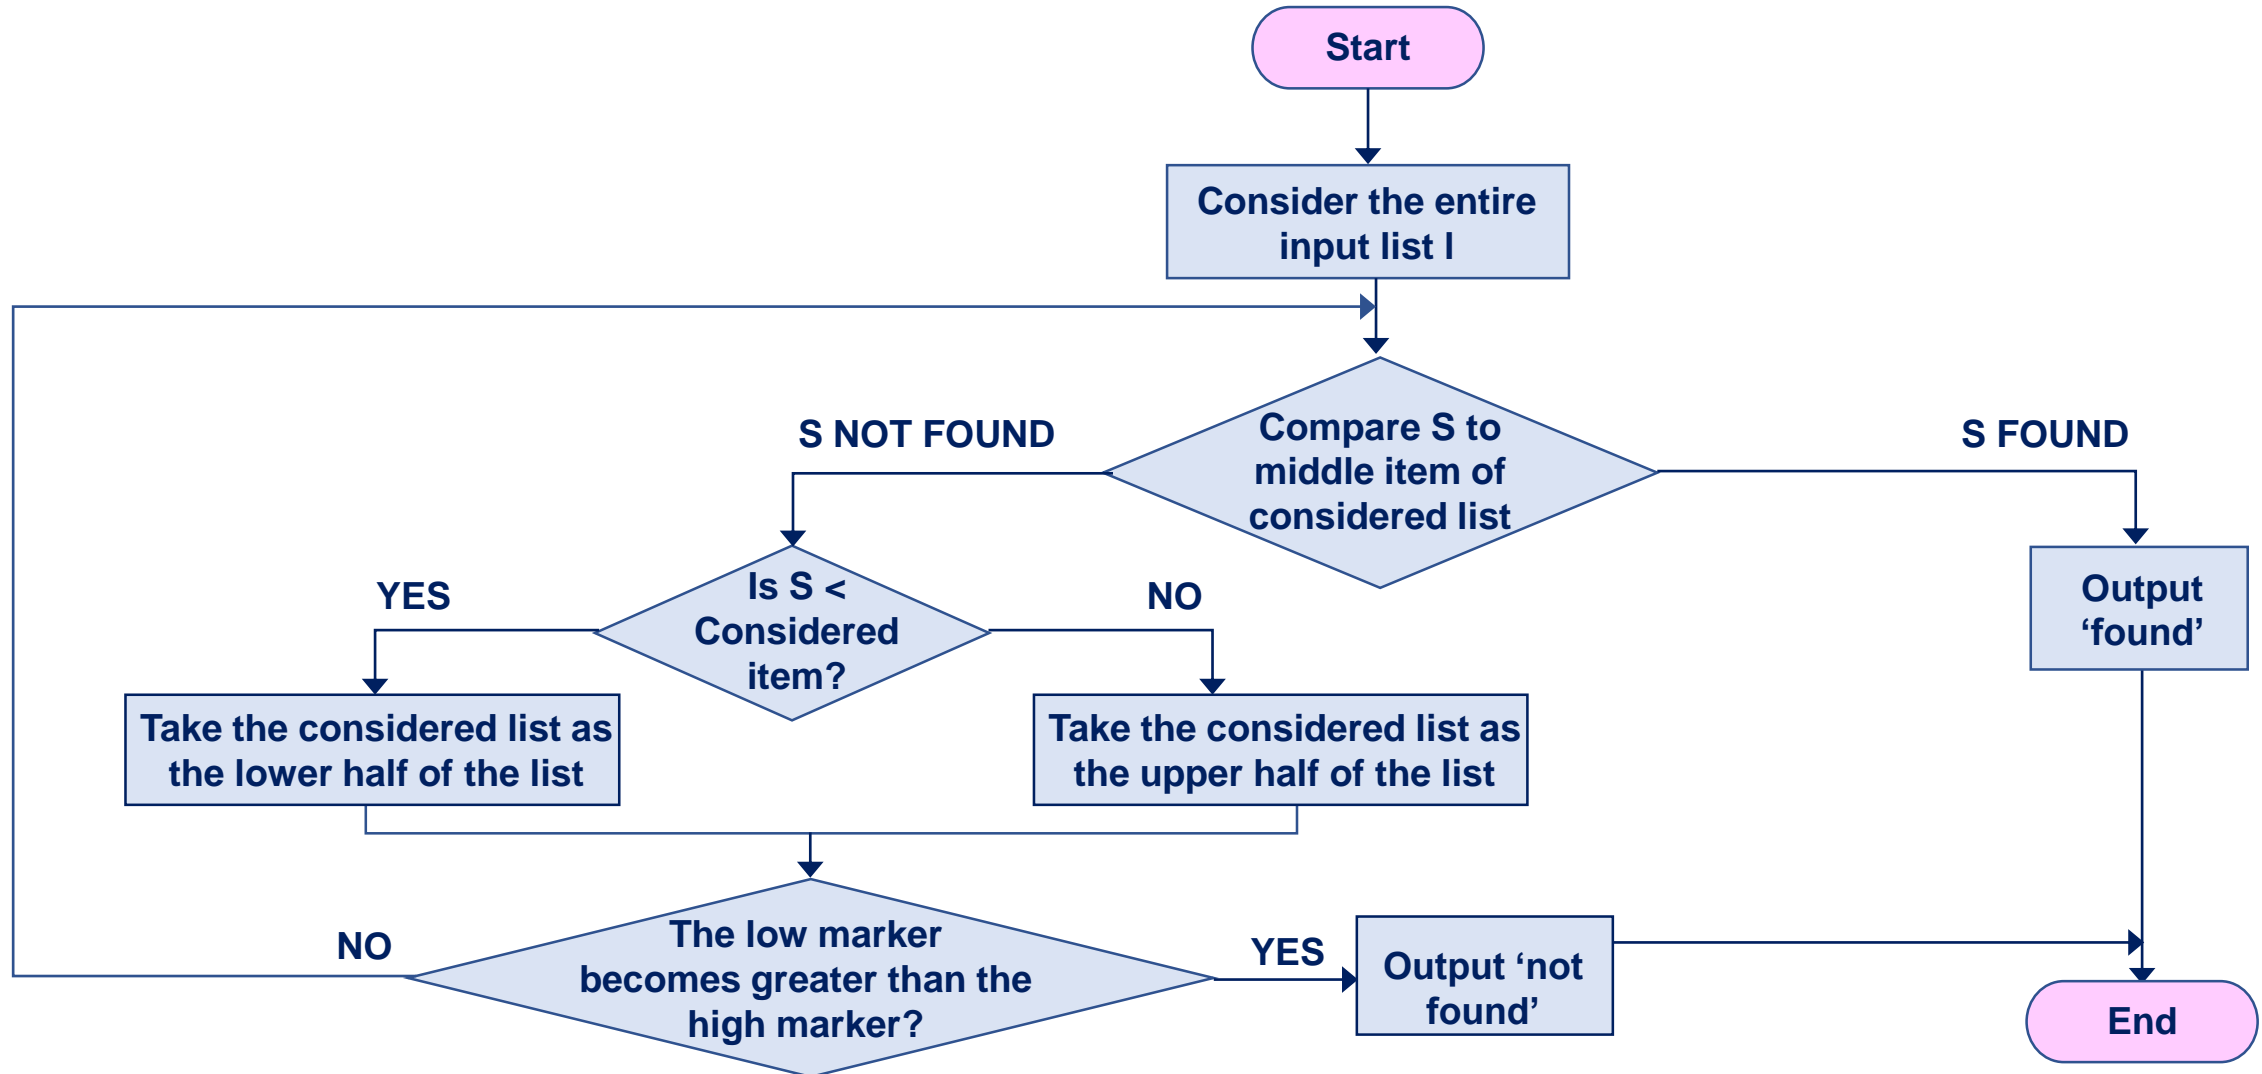 Start
Consider the entire
input list I
S NOT FOUND
Compare S to
middle item of
considered list
S FOUND
YES
Is S <
Considered
item?
NO
Output
‘found’
Take the considered list as
the lower half of the list
Take the considered list as
the upper half of the list
NO
The low marker
becomes greater than the
high marker?
YES
Output ‘not
found’
End